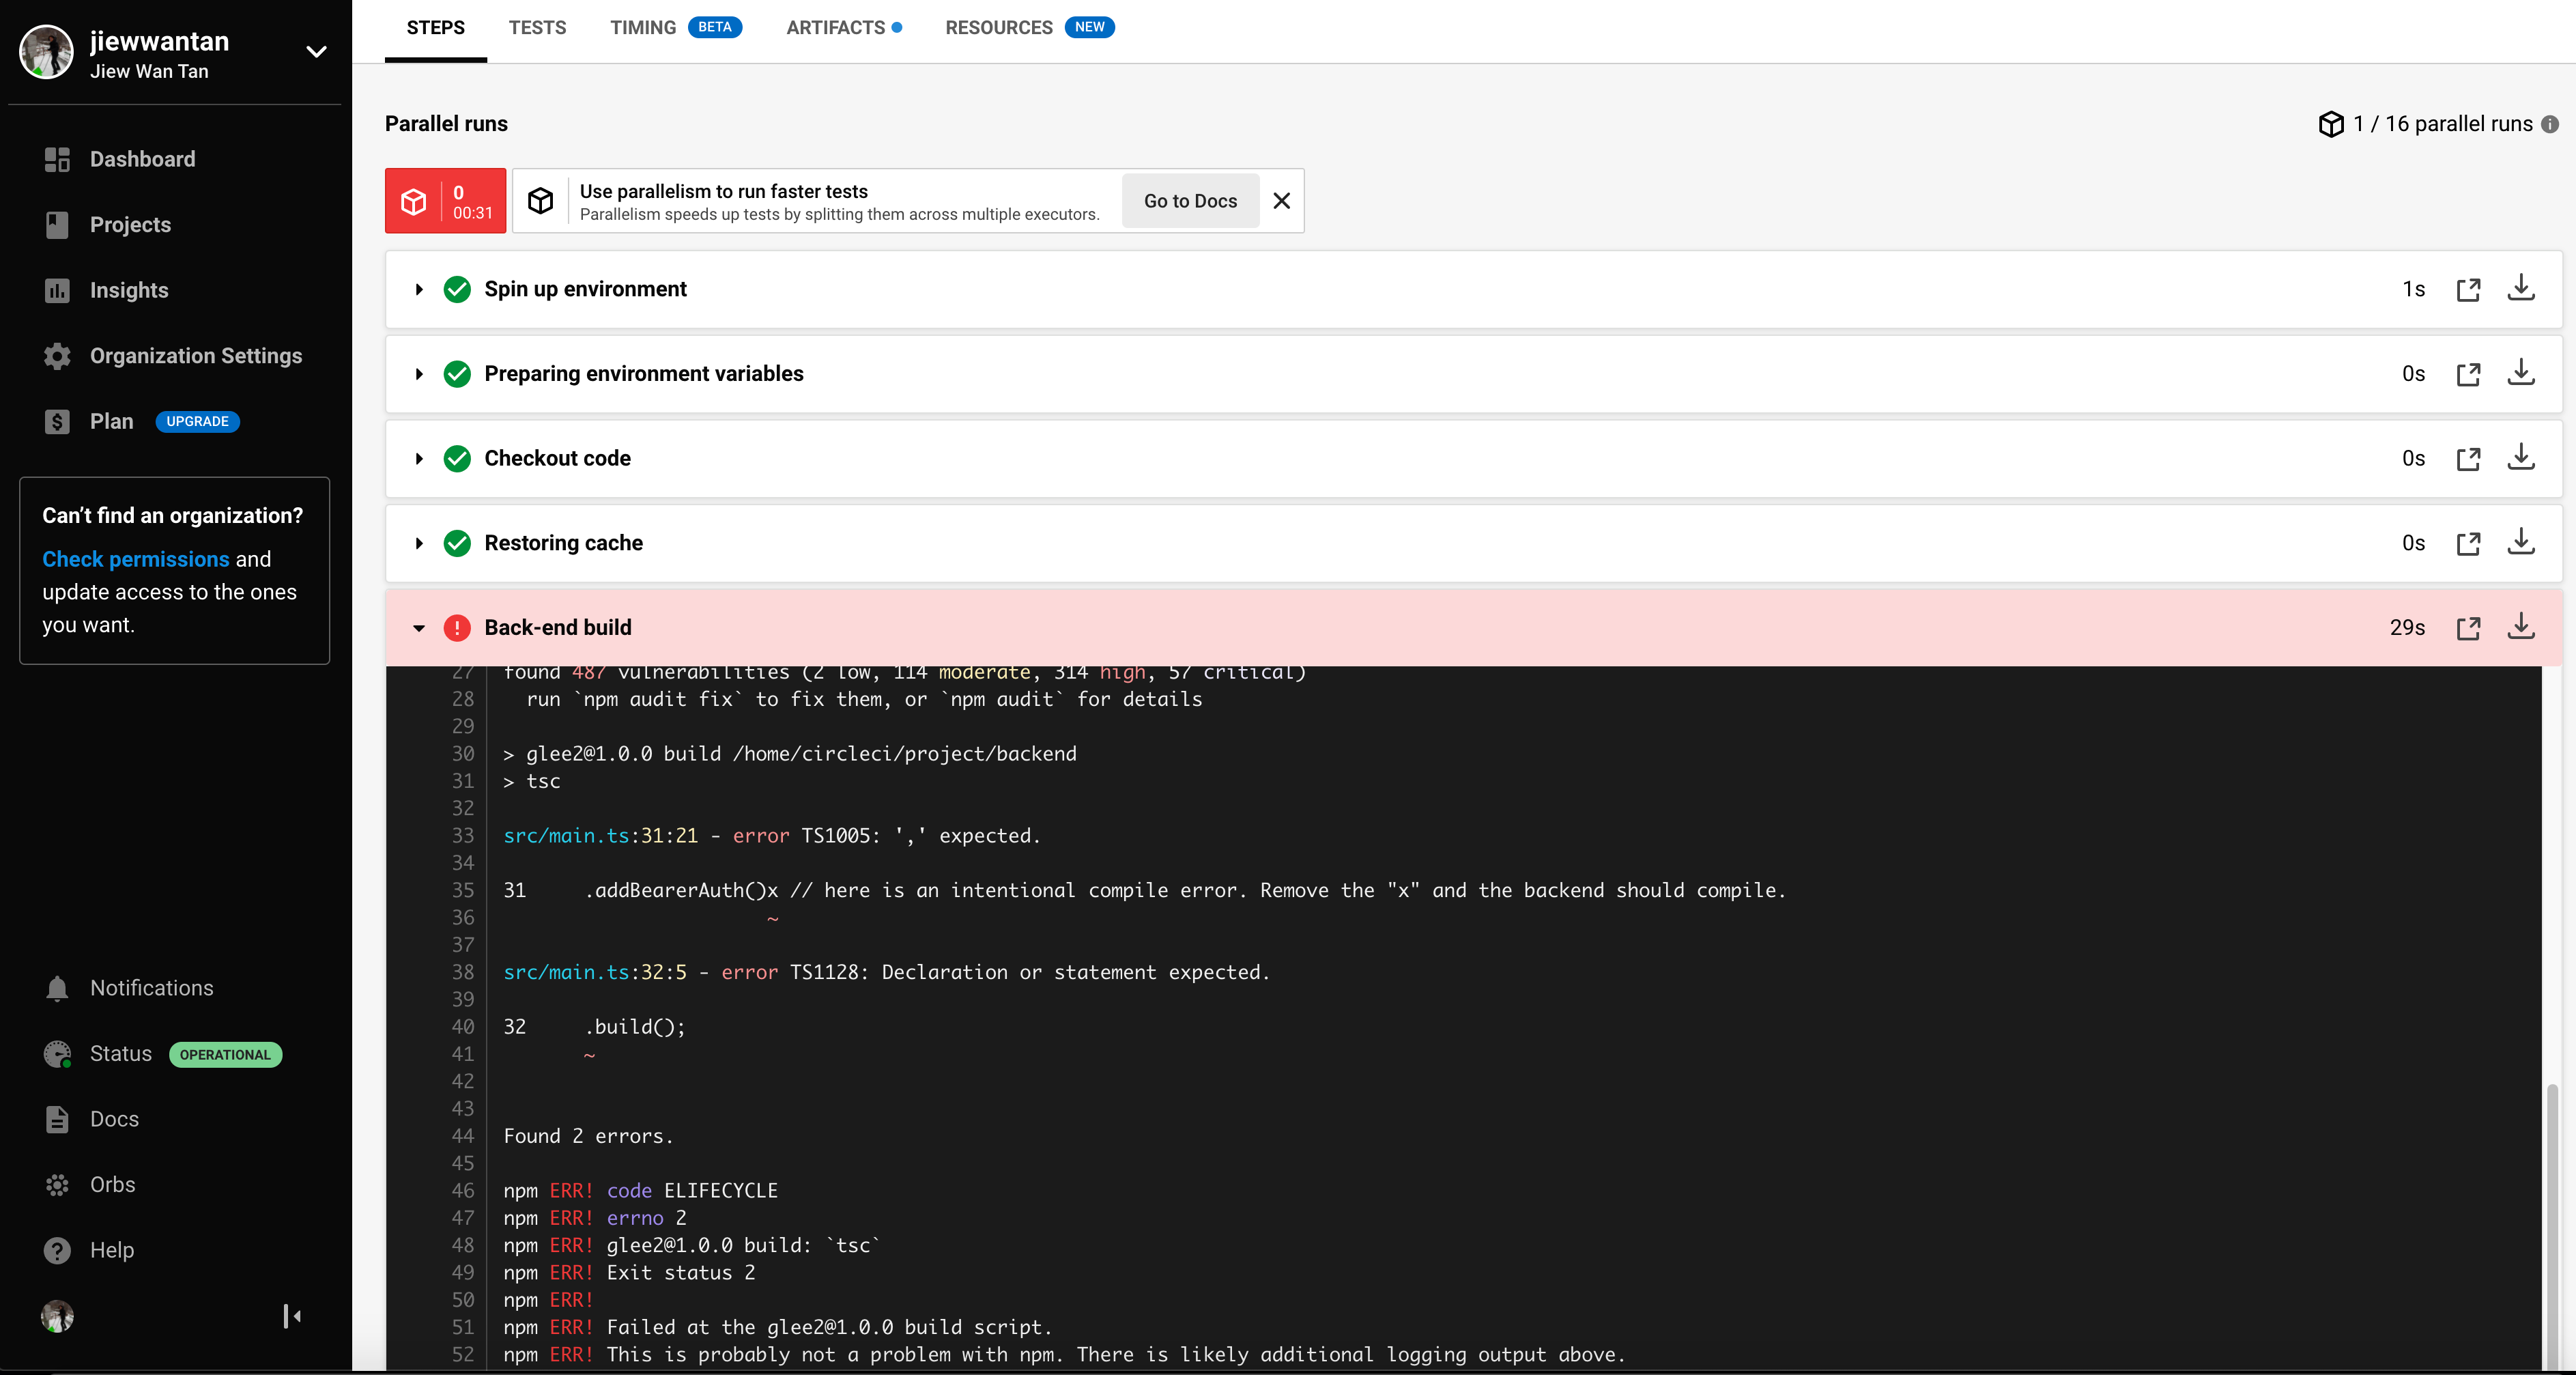 jiewwantan
Jiew Wan Tan
Dashboard
Projects
Insights
Organization Settings
Plan UPGRADE
Can’t find an organization?
Check permissions and
update access to the ones
you want.
Notifications
Status OPERATIONAL
Docs
Orbs
Help
STEPS TESTS TIMING BETA ARTIFACTS RESOURCES NEW
Parallel runs
1 / 16 parallel runs
0
00:31
Use parallelism to run faster tests
Parallelism speeds up tests by splitting them across multiple executors.
Go to Docs
Spin up environment 1s
Preparing environment variables 0s
Checkout code 0s
Restoring cache 0s
Back-end build 29s
27 found 487 vulnerabilities (2 low, 114 moderate, 314 high, 57 critical)
28 run `npm audit fix` to fix them, or `npm audit` for details
29
30 > glee2@1.0.0 build /home/circleci/project/backend
31 > tsc
32
33 src/main.ts:31:21 - error TS1005: ',' expected.
34
35 31 .addBearerAuth()x // here is an intentional compile error. Remove the "x" and the backend should compile.
36 ~
37
38 src/main.ts:32:5 - error TS1128: Declaration or statement expected.
39
40 32 .build();
41 ~
42
43
44 Found 2 errors.
45
46 npm ERR! code ELIFECYCLE
47 npm ERR! errno 2
48 npm ERR! glee2@1.0.0 build: `tsc`
49 npm ERR! Exit status 2
50 npm ERR!
51 npm ERR! Failed at the glee2@1.0.0 build script.
52 npm ERR! This is probably not a problem with npm. There is likely additional logging output above.